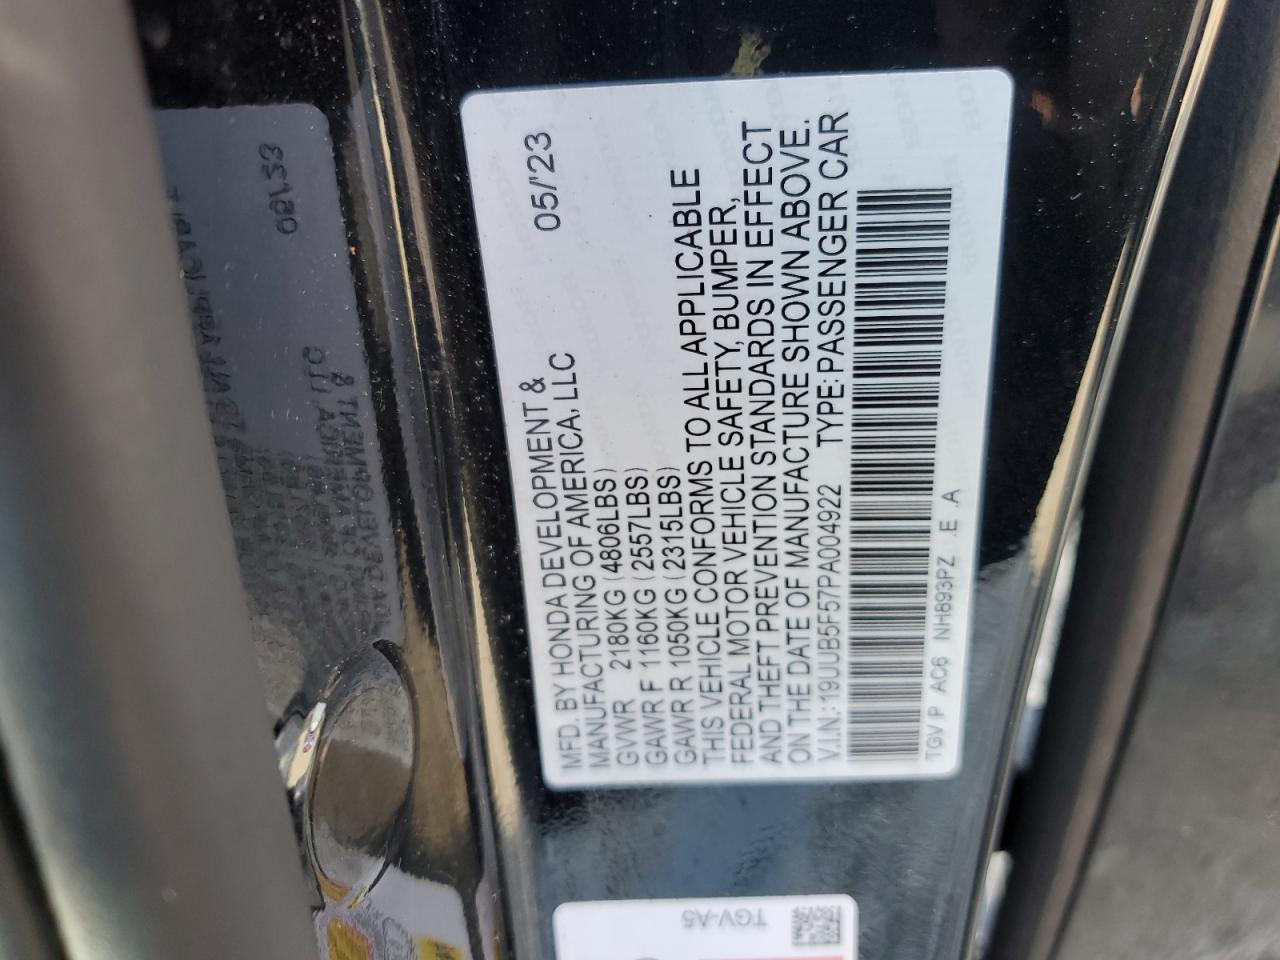 05/'23
MFD. BY HONDA DEVELOPMENT &
MANUFACTURING OF AMERICA, LLC
GVWR 2180KG (4806LBS)
GAWR F 1160KG (2557LBS)
GAWR R 1050KG (2315LBS)
THIS VEHICLE CONFORMS TO ALL APPLICABLE
FEDERAL MOTOR VEHICLE SAFETY, BUMPER,
AND THEFT PREVENTION STANDARDS IN EFFECT
ON THE DATE OF MANUFACTURE SHOWN ABOVE.
V.I.N.: 19UUB5F57PA004922 TYPE: PASSENGER CAR
TGV P AC6 NH893PZ .E .A
TGV-A5